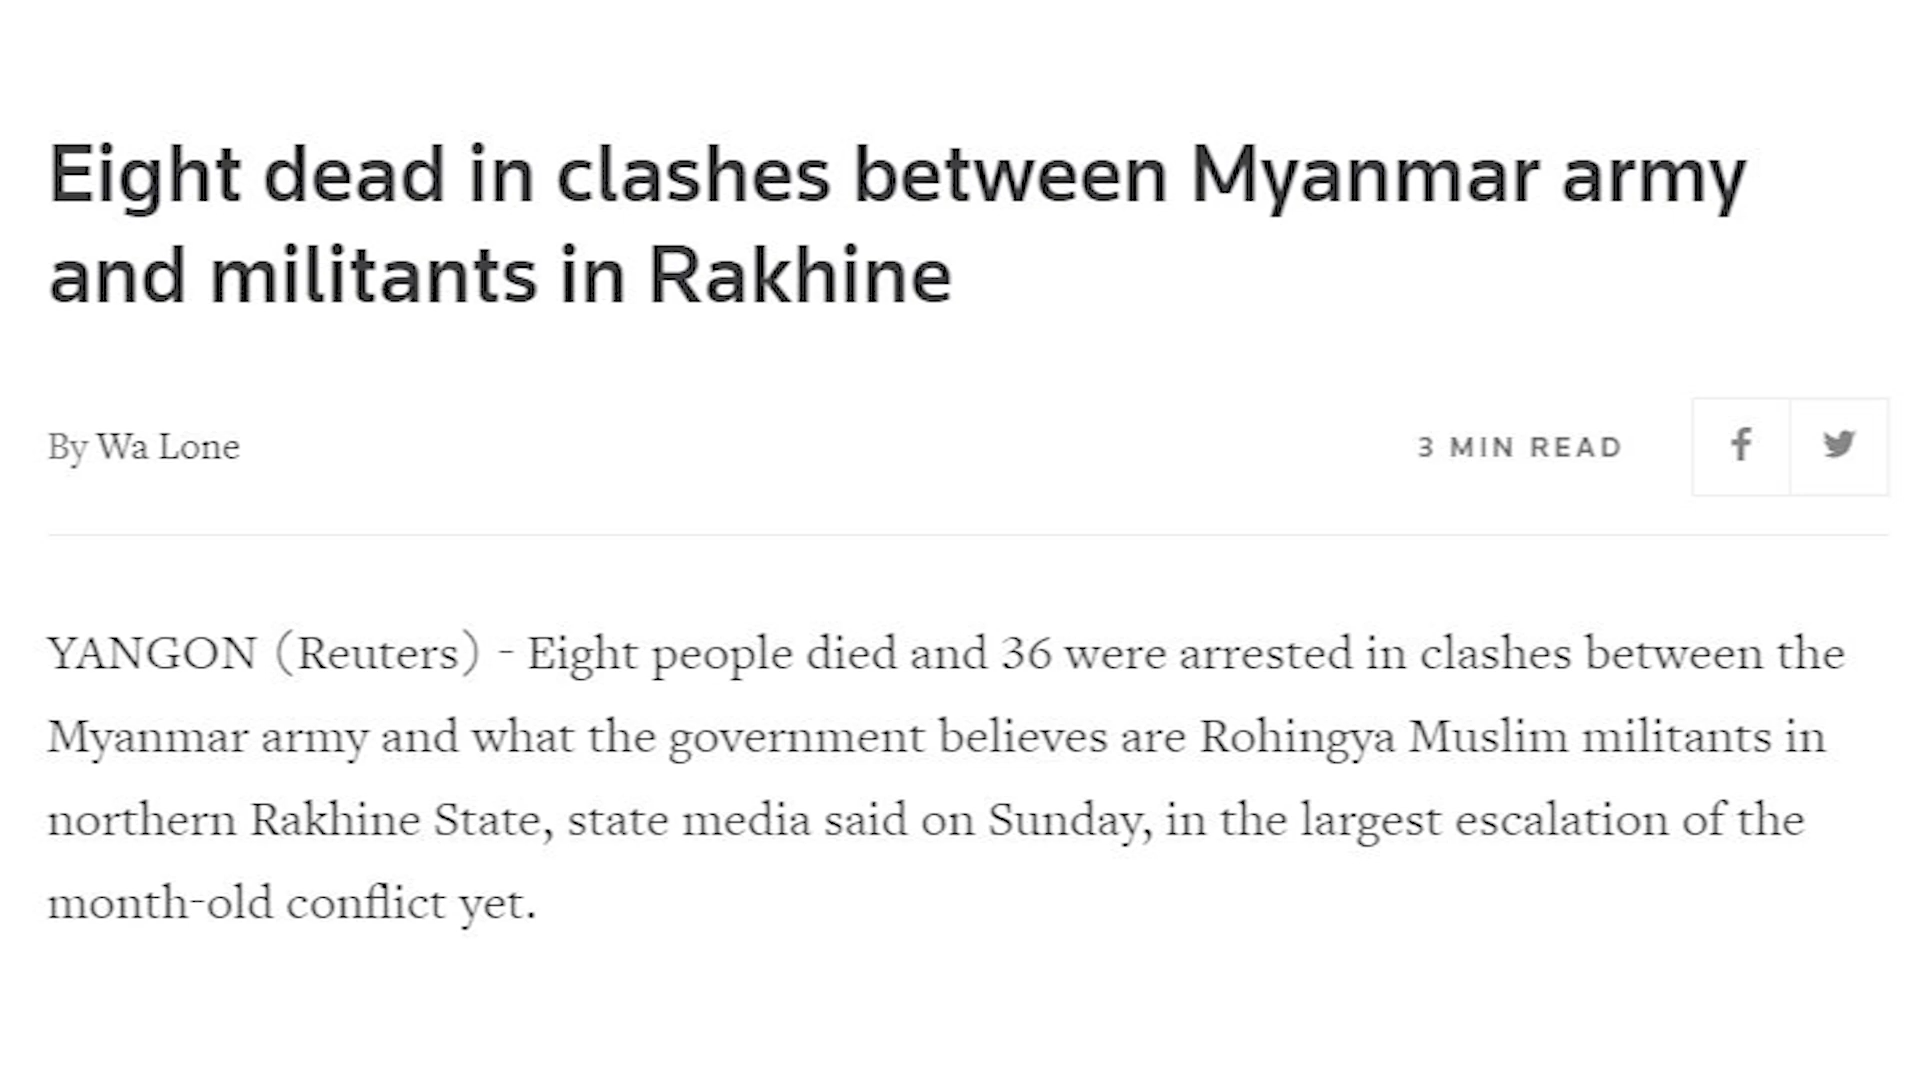 Eight dead in clashes between Myanmar army
and militants in Rakhine
By Wa Lone
3 MIN READ
YANGON (Reuters) - Eight people died and 36 were arrested in clashes between the
Myanmar army and what the government believes are Rohingya Muslim militants in
northern Rakhine State, state media said on Sunday, in the largest escalation of the
month-old conflict yet.